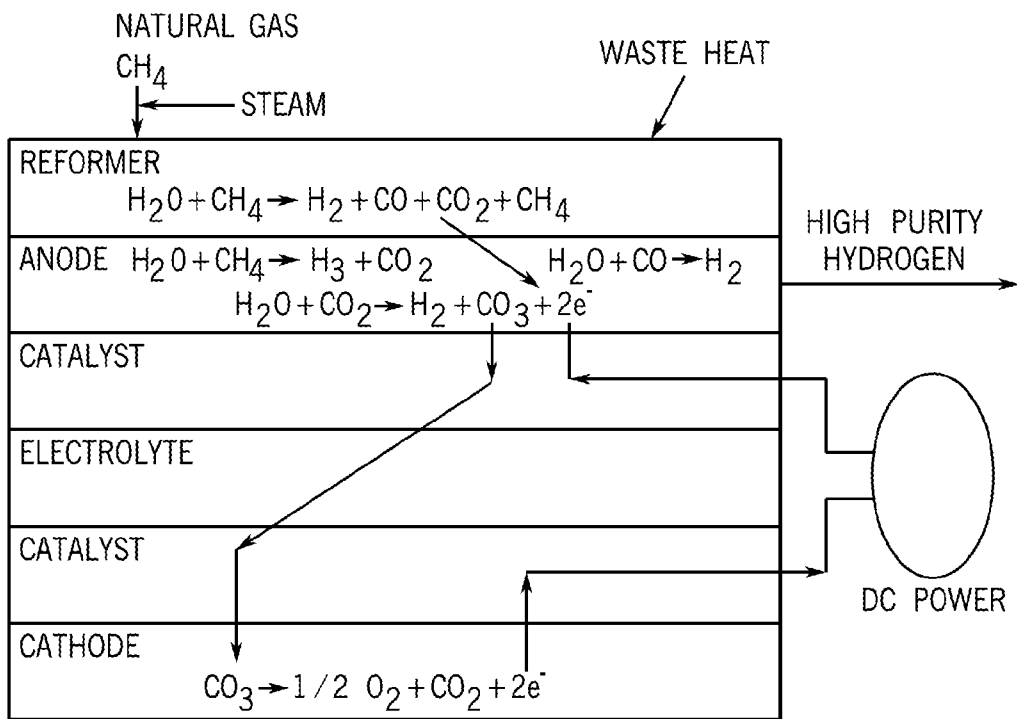 NATURAL GAS
CH4
STEAM
WASTE HEAT
REFORMER
H2O+CH4→ H2+CO+CO2+CH4
HIGH PURITY
HYDROGEN
ANODE H2O+CH4→ H3+CO2 H2O+CO→H2
H2O+CO2→H2+CO3+2e-
CATALYST
ELECTROLYTE
CATALYST
DC POWER
CATHODE
CO3→1/2 O2+CO2+2e-